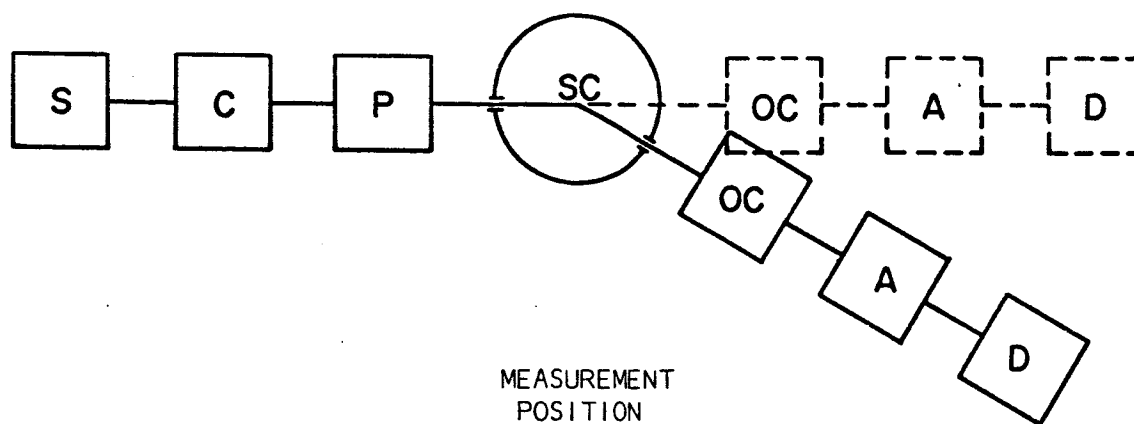 S C P SC OC A D
OC
A
D
MEASUREMENT
POSITION